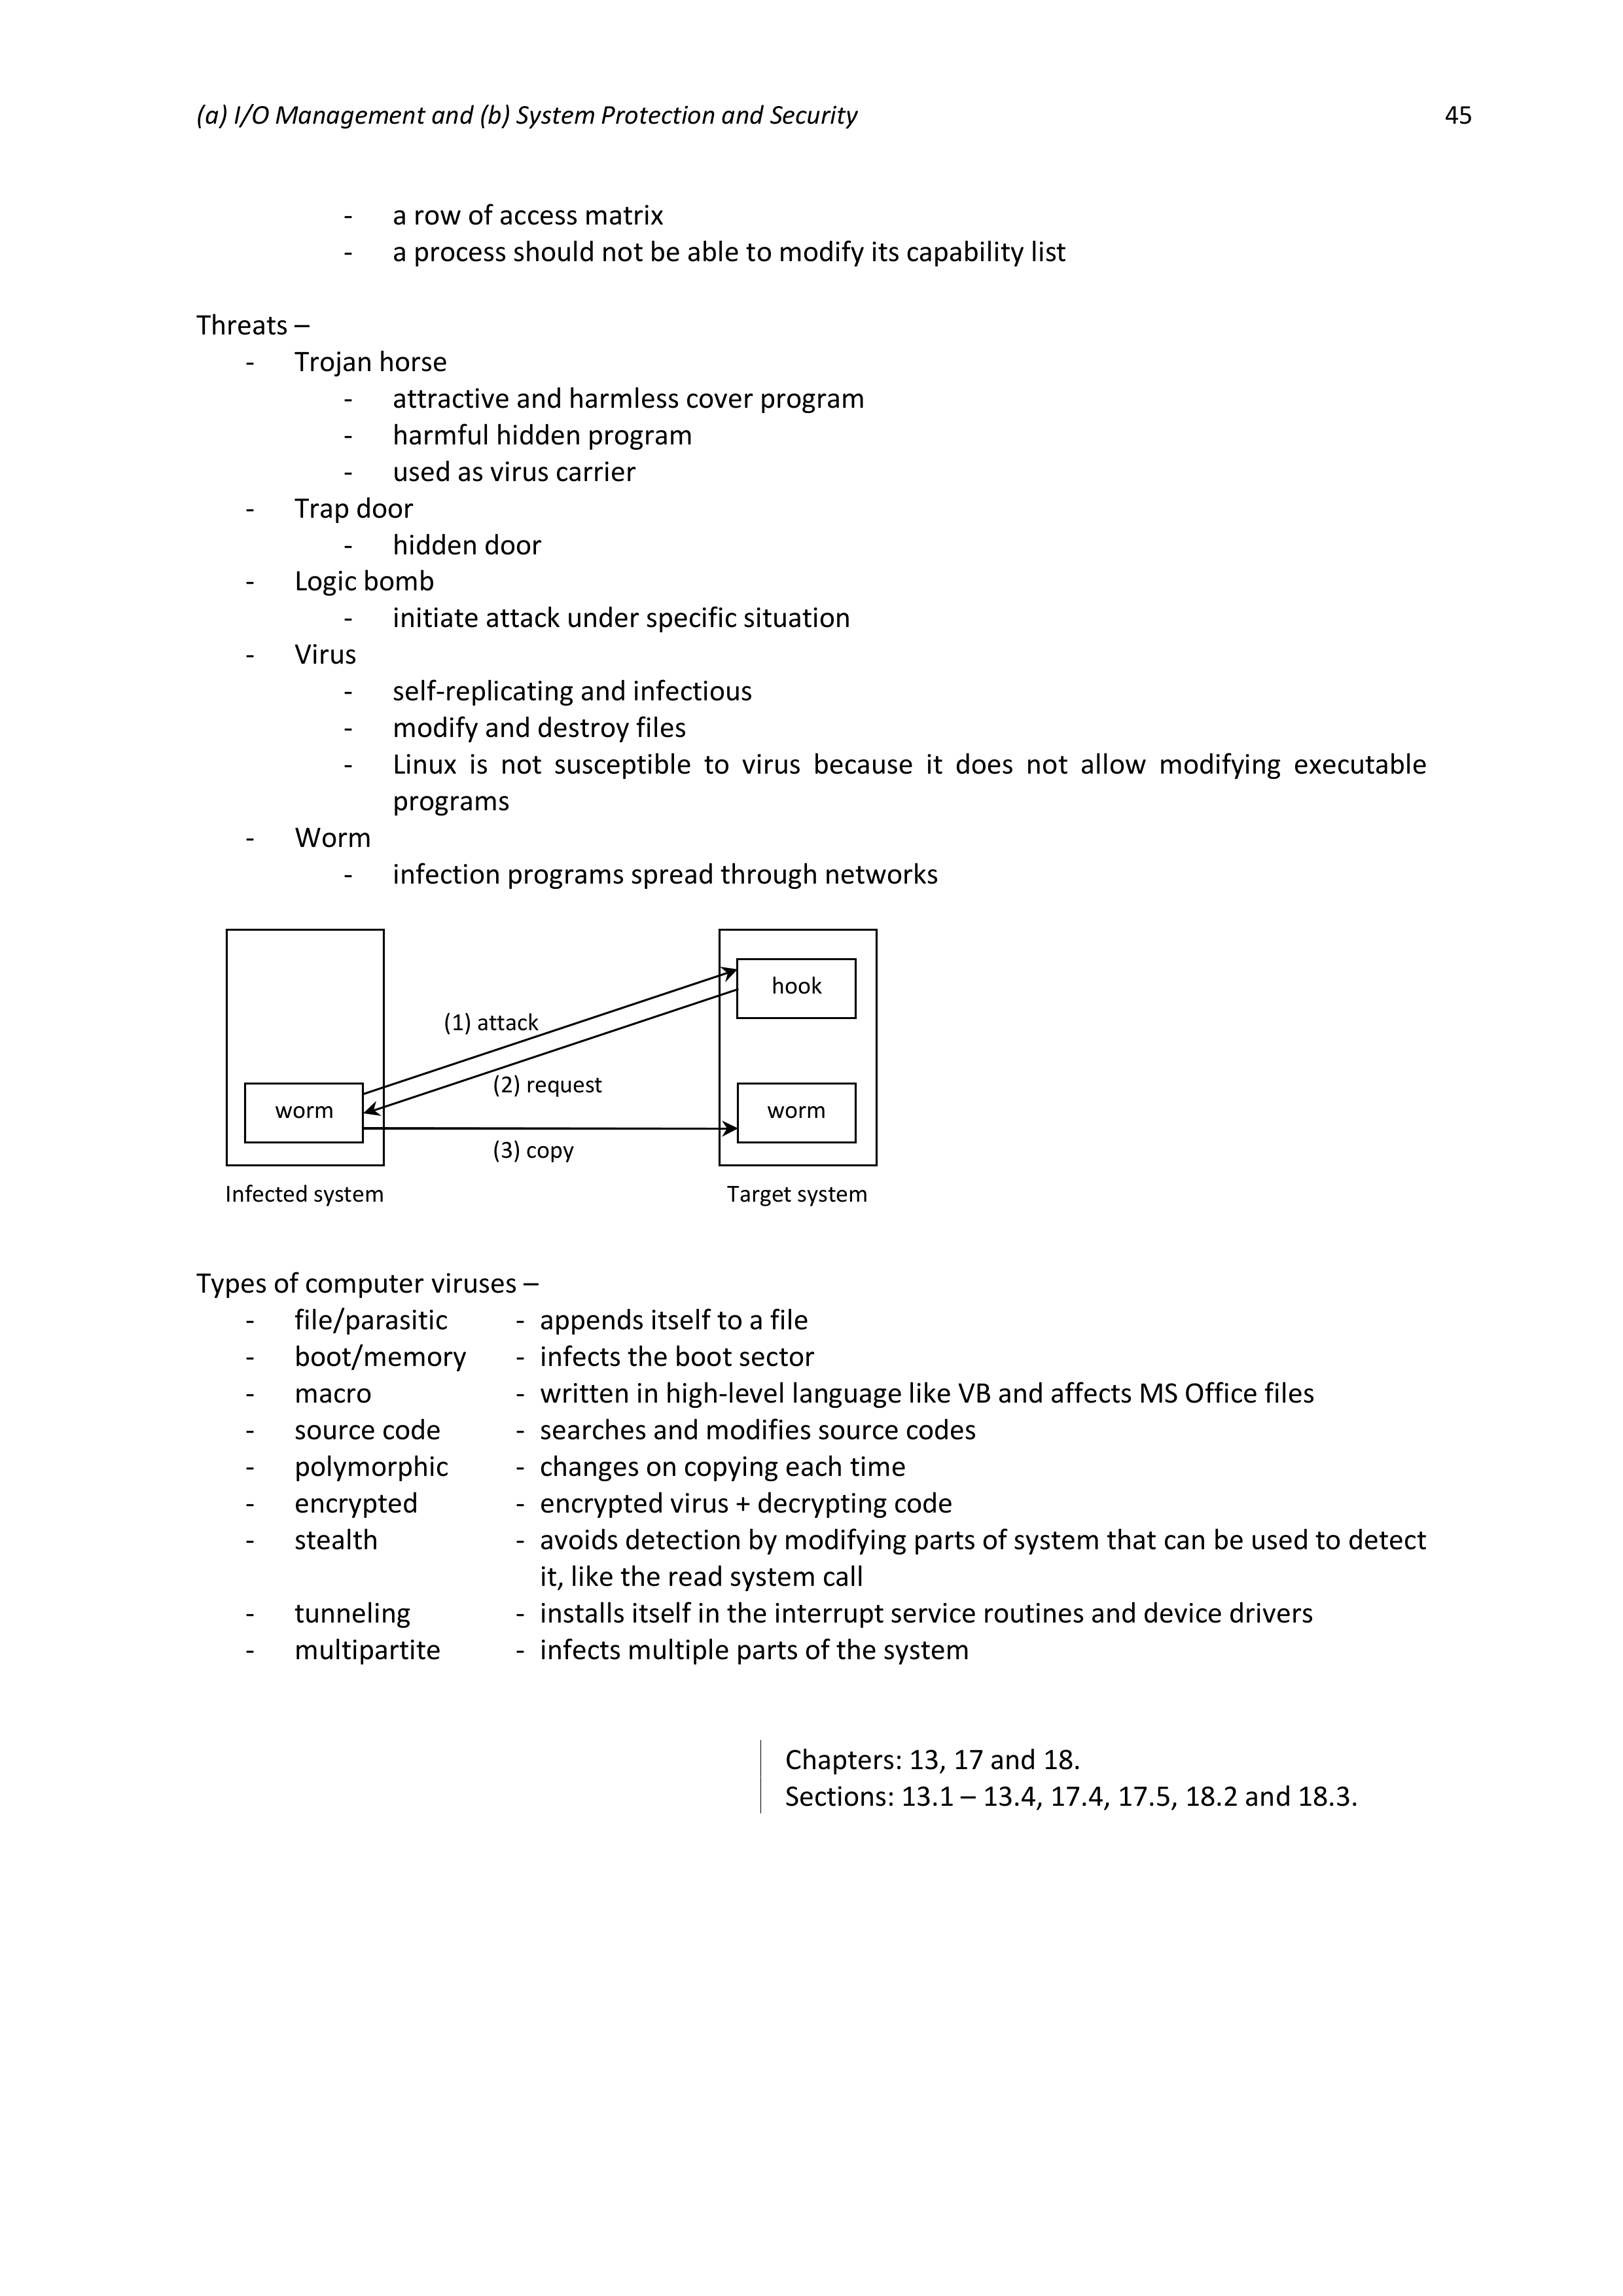 (a) I/O Management and (b) System Protection and Security 45
- a row of access matrix
- a process should not be able to modify its capability list
Threats –
- Trojan horse
- attractive and harmless cover program
- harmful hidden program
- used as virus carrier
- Trap door
- hidden door
- Logic bomb
- initiate attack under specific situation
- Virus
- self-replicating and infectious
- modify and destroy files
- Linux is not susceptible to virus because it does not allow modifying executable
programs
- Worm
- infection programs spread through networks
hook
(1) attack
(2) request
worm
worm
(3) copy
Infected system
Target system
Types of computer viruses –
- file/parasitic - appends itself to a file
- boot/memory - infects the boot sector
- macro - written in high-level language like VB and affects MS Office files
- source code - searches and modifies source codes
- polymorphic - changes on copying each time
- encrypted - encrypted virus + decrypting code
- stealth - avoids detection by modifying parts of system that can be used to detect
it, like the read system call
- tunneling - installs itself in the interrupt service routines and device drivers
- multipartite - infects multiple parts of the system
Chapters: 13, 17 and 18.
Sections: 13.1 – 13.4, 17.4, 17.5, 18.2 and 18.3.